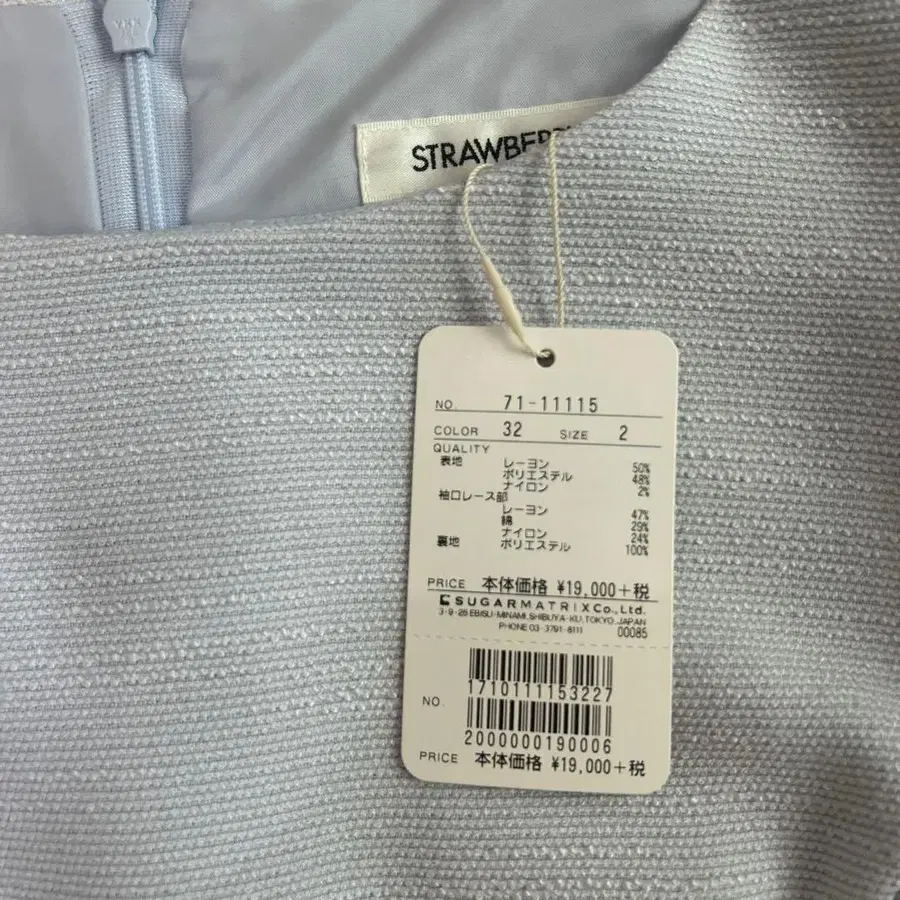 YKK
STRAWBER
NO. 71-11115
COLOR 32 SIZE 2
QUALITY
表地 レーヨン 50%
ポリエステル 48%
ナイロン 2%
袖口レース部
レーヨン 47%
綿 29%
ナイロン 24%
裏地 ポリエステル 100%
PRICE 本体価格 ¥19,000+税
SUGARMATRIX Co., Ltd.
3-9-25 EBISU-MINAMI, SHIBUYA-KU, TOKYO, JAPAN
PHONE 03-3791-8111 00085
1710111153227
NO.
2000000190006
PRICE 本体価格 ¥19,000+税